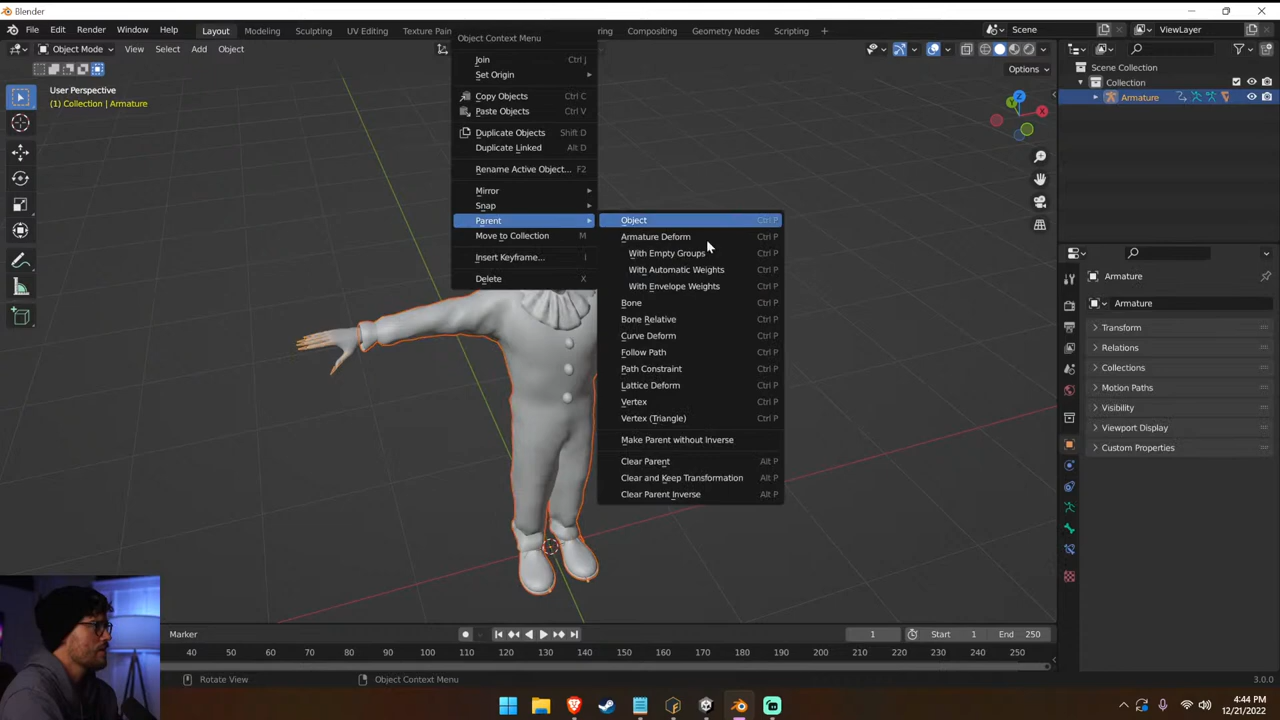 Blender
File Edit Render Window Help Layout Modeling Sculpting UV Editing Texture Pain Object Context Menu ring Compositing Geometry Nodes Scripting + Scene ViewLayer
Object Mode View Select Add Object
Options
User Perspective
(1) Collection | Armature
Join Ctrl J
Set Origin
Copy Objects Ctrl C
Paste Objects Ctrl V
Duplicate Objects Shift D
Duplicate Linked Alt D
Rename Active Object... F2
Mirror
Snap
Parent
Move to Collection M
Insert Keyframe... I
Delete X
Object Ctrl P
Armature Deform Ctrl P
With Empty Groups Ctrl P
With Automatic Weights Ctrl P
With Envelope Weights Ctrl P
Bone Ctrl P
Bone Relative Ctrl P
Curve Deform Ctrl P
Follow Path Ctrl P
Path Constraint Ctrl P
Lattice Deform Ctrl P
Vertex Ctrl P
Vertex (Triangle) Ctrl P
Make Parent without Inverse Ctrl P
Clear Parent Alt P
Clear and Keep Transformation Alt P
Clear Parent Inverse Alt P
Z
Y
X
Scene Collection
Collection
Armature
Armature
Armature
Transform
Relations
Collections
Motion Paths
Visibility
Viewport Display
Custom Properties
Marker 1 Start 1 End 250
40 50 60 70 80 90 100 110 120 130 140 150 160 170 180 190 200 210 220 230 240 250
Rotate View Object Context Menu 3.0.0
4:44 PM
12/21/2022